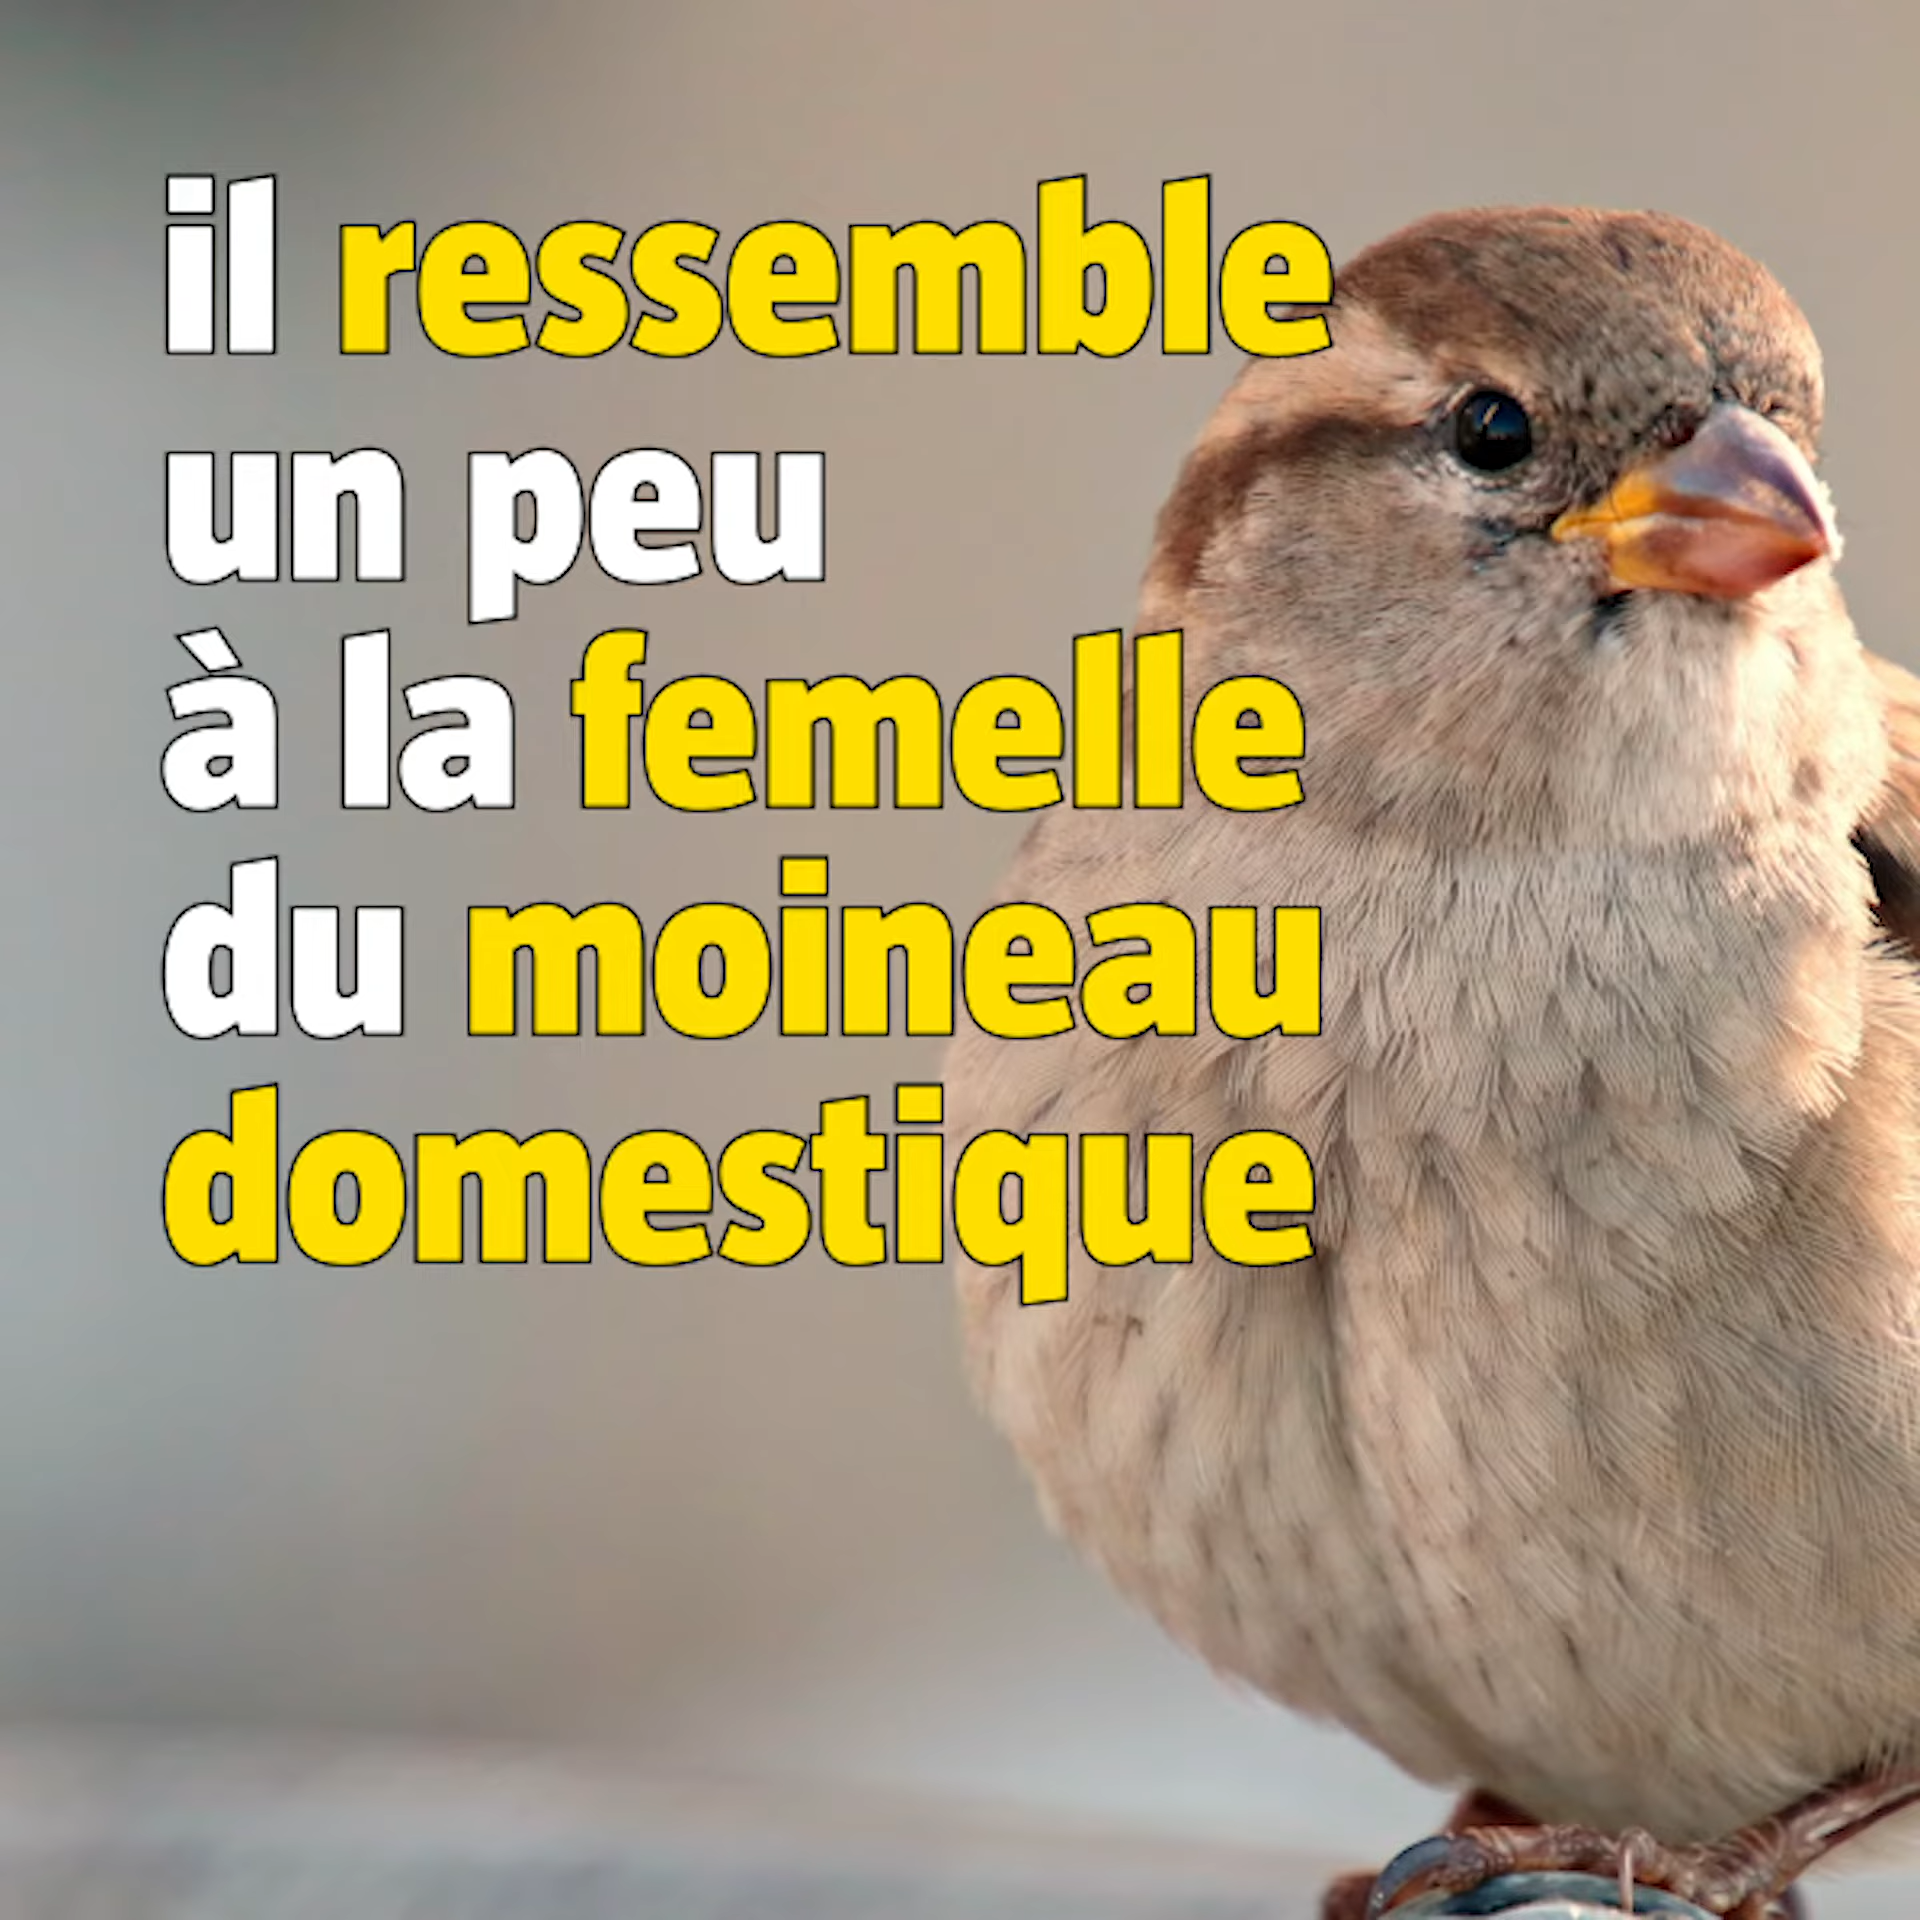 il ressemble
un peu
à la femelle
du moineau
domestique